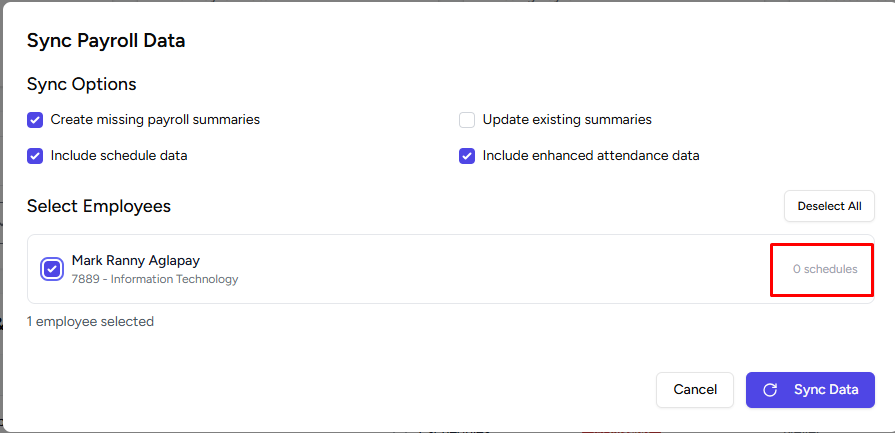 Sync Payroll Data
Sync Options
Create missing payroll summaries
Update existing summaries
Include schedule data
Include enhanced attendance data
Select Employees
Deselect All
Mark Ranny Aglapay
7889 - Information Technology
0 schedules
1 employee selected
Cancel
Sync Data